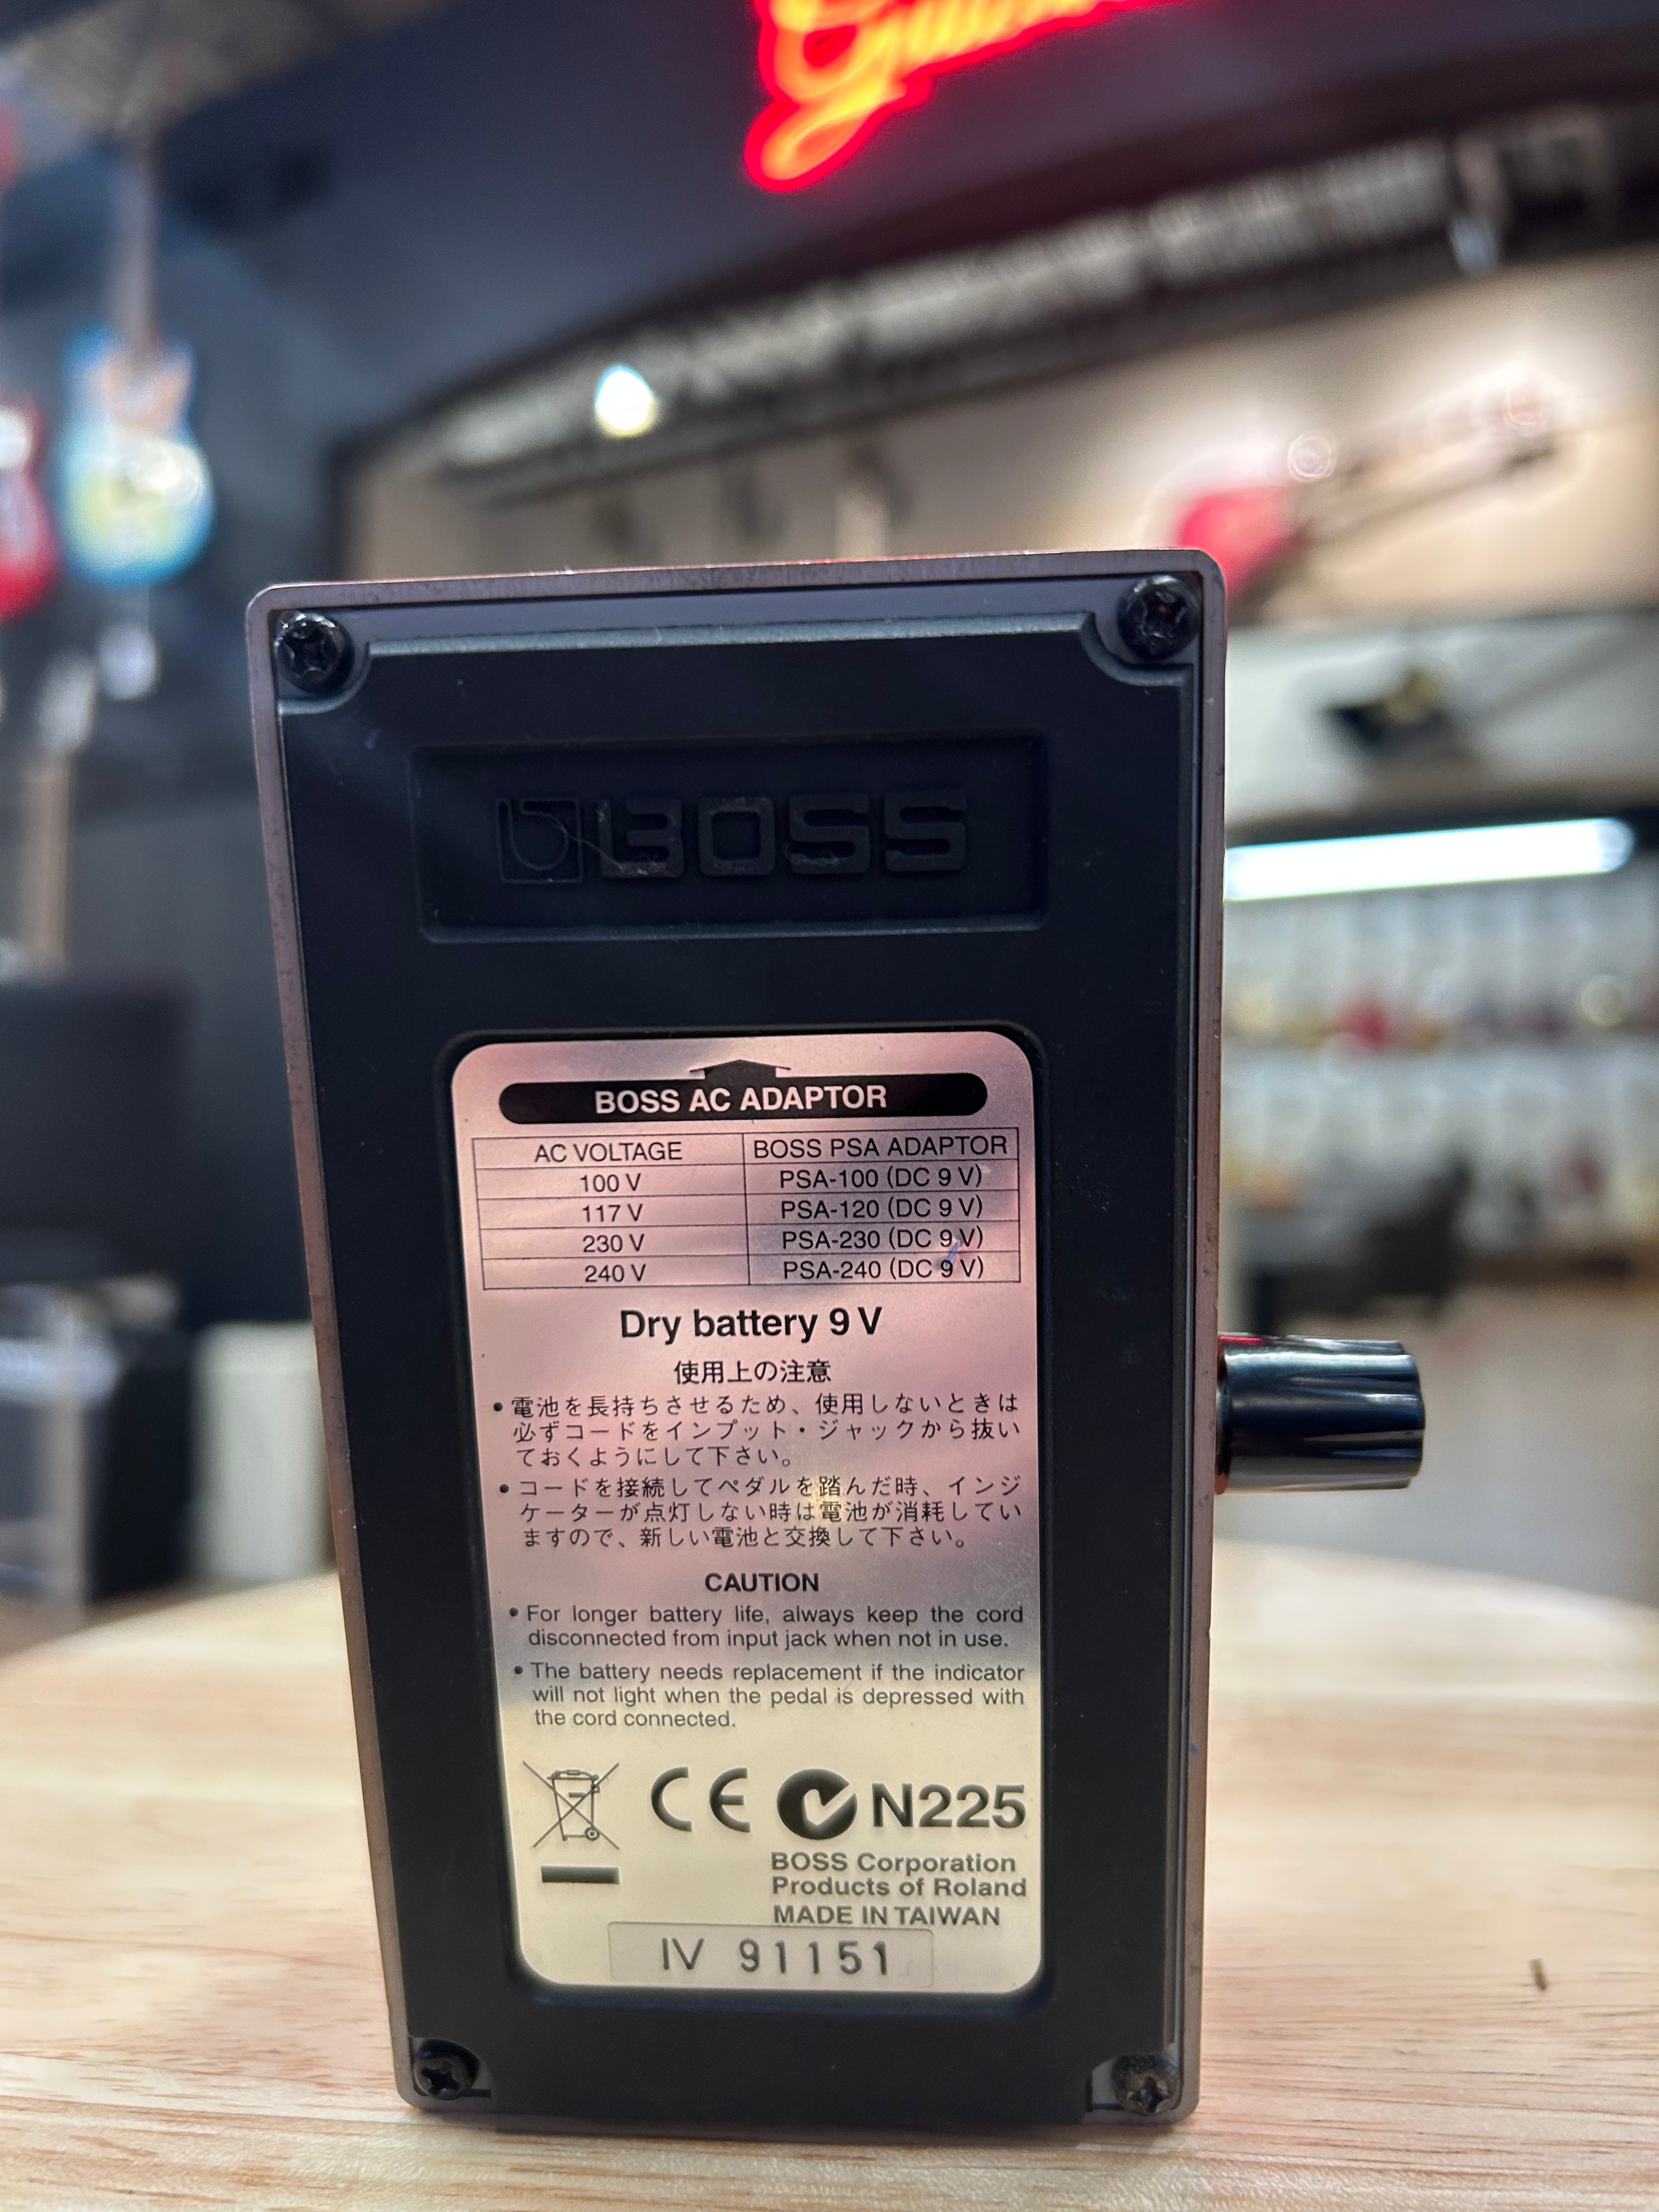 BOSS
BOSS AC ADAPTOR
AC VOLTAGE BOSS PSA ADAPTOR
100 V PSA-100 (DC 9 V)
117 V PSA-120 (DC 9 V)
230 V PSA-230 (DC 9 V)
240 V PSA-240 (DC 9 V)
Dry battery 9 V
使用上の注意
• 電池を長持ちさせるため、使用しないときは
必ずコードをインプット・ジャックから抜い
ておくようにして下さい。
• コードを接続してペダルを踏んだ時、インジ
ケーターが点灯しない時は電池が消耗してい
ますので、新しい電池と交換して下さい。
CAUTION
• For longer battery life, always keep the cord
disconnected from input jack when not in use.
• The battery needs replacement if the indicator
will not light when the pedal is depressed with
the cord connected.
CE N225
BOSS Corporation
Products of Roland
MADE IN TAIWAN
IV 91151